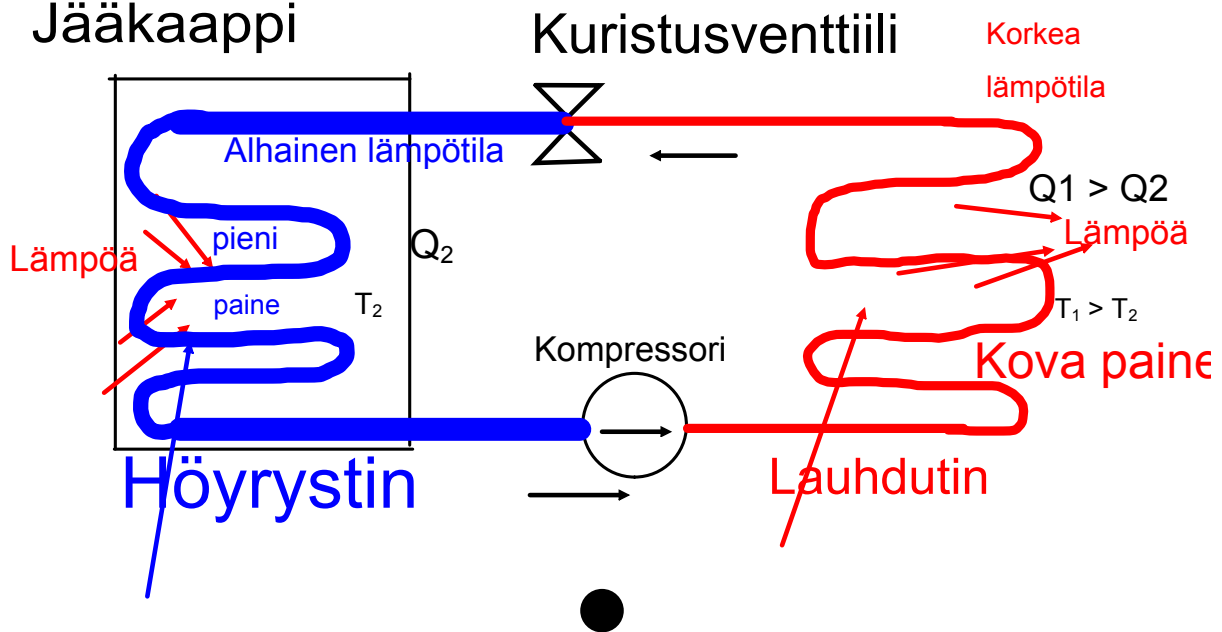 Jääkaappi
Kuristusventtiili
Korkea
lämpötila
Alhainen lämpötila
Q1 > Q2
Lämpöä
pieni
Q₂
Lämpöä
paine
T₂
T₁ > T₂
Kompressori
Kova paine
Höyrystin
Lauhdutin